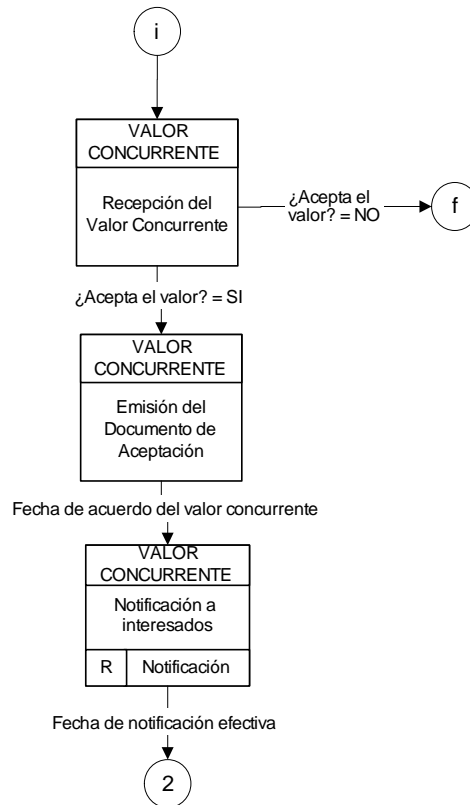 i
VALOR
CONCURRENTE
Recepción del
Valor Concurrente
¿Acepta el
valor? = NO
f
¿Acepta el valor? = SI
VALOR
CONCURRENTE
Emisión del
Documento de
Aceptación
Fecha de acuerdo del valor concurrente
VALOR
CONCURRENTE
Notificación a
interesados
R Notificación
Fecha de notificación efectiva
2